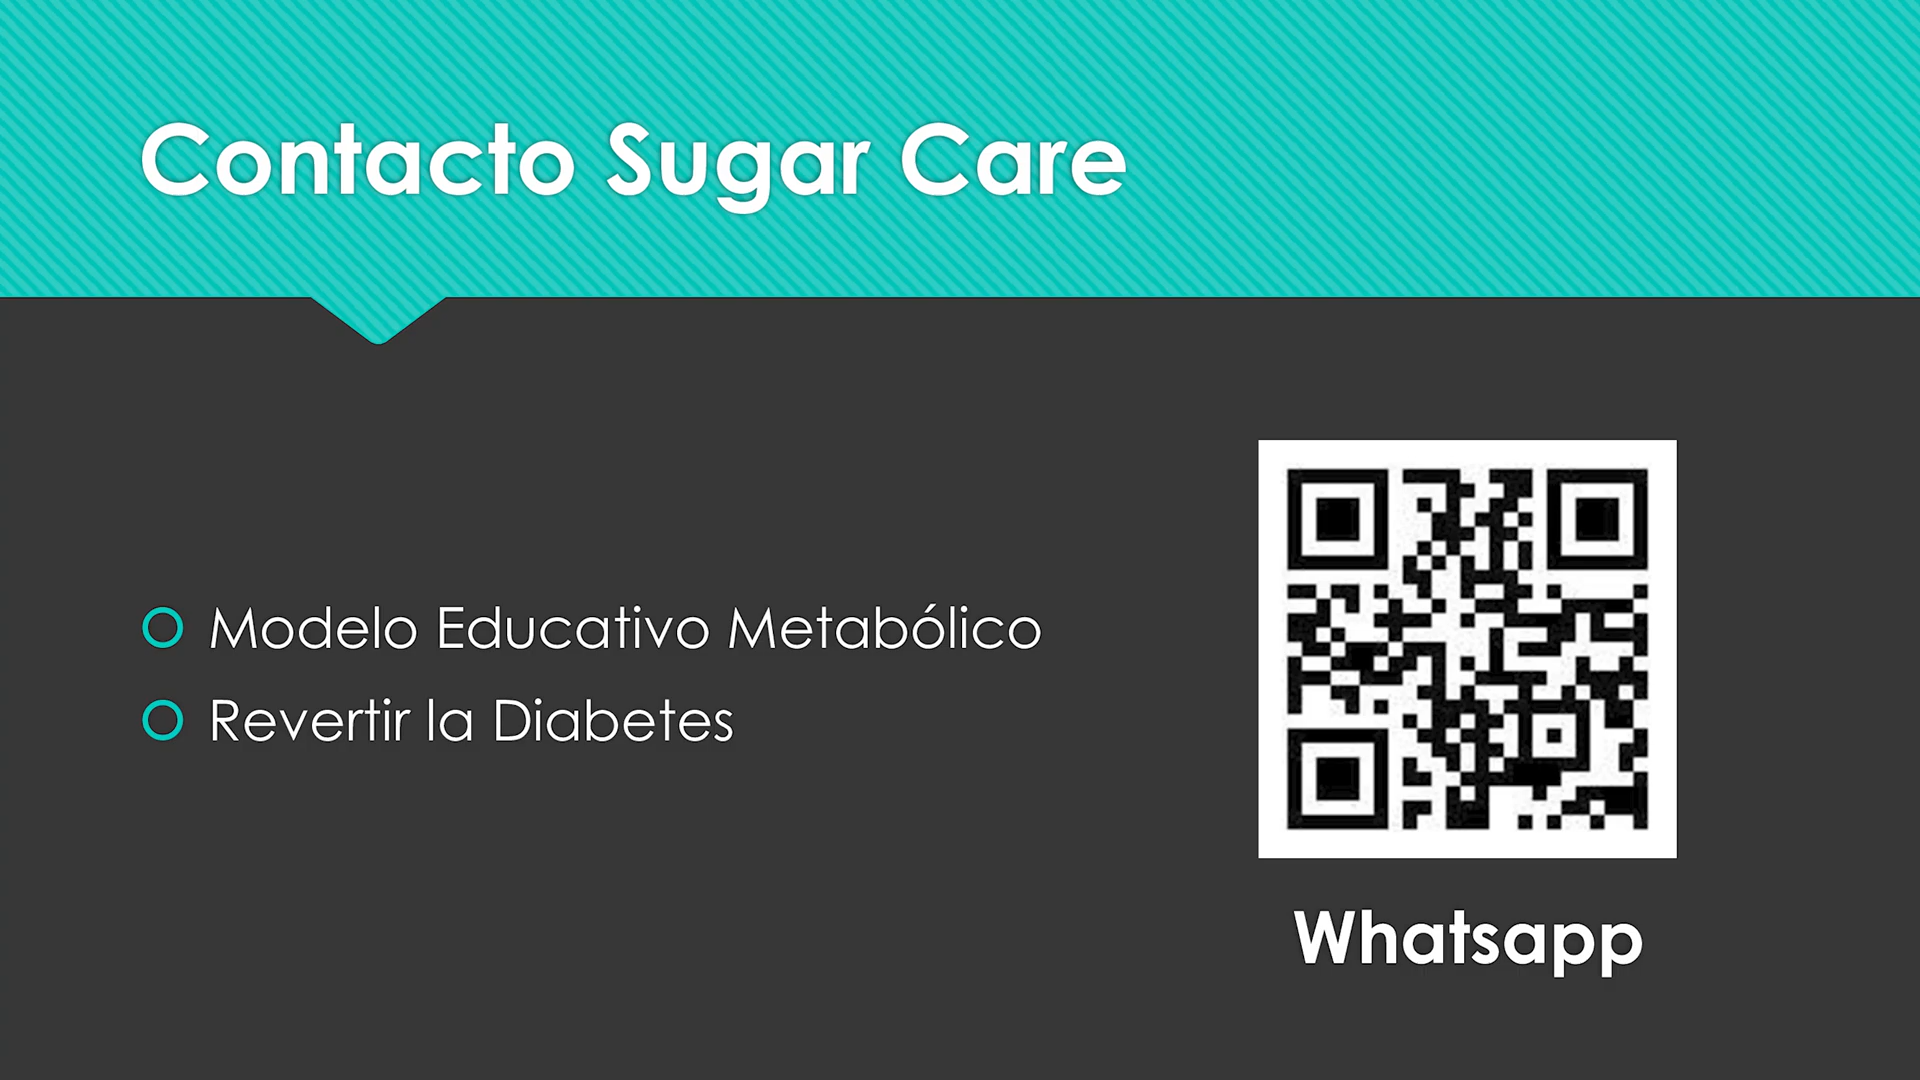 Contacto Sugar Care
Modelo Educativo Metabólico
Revertir la Diabetes
Whatsapp